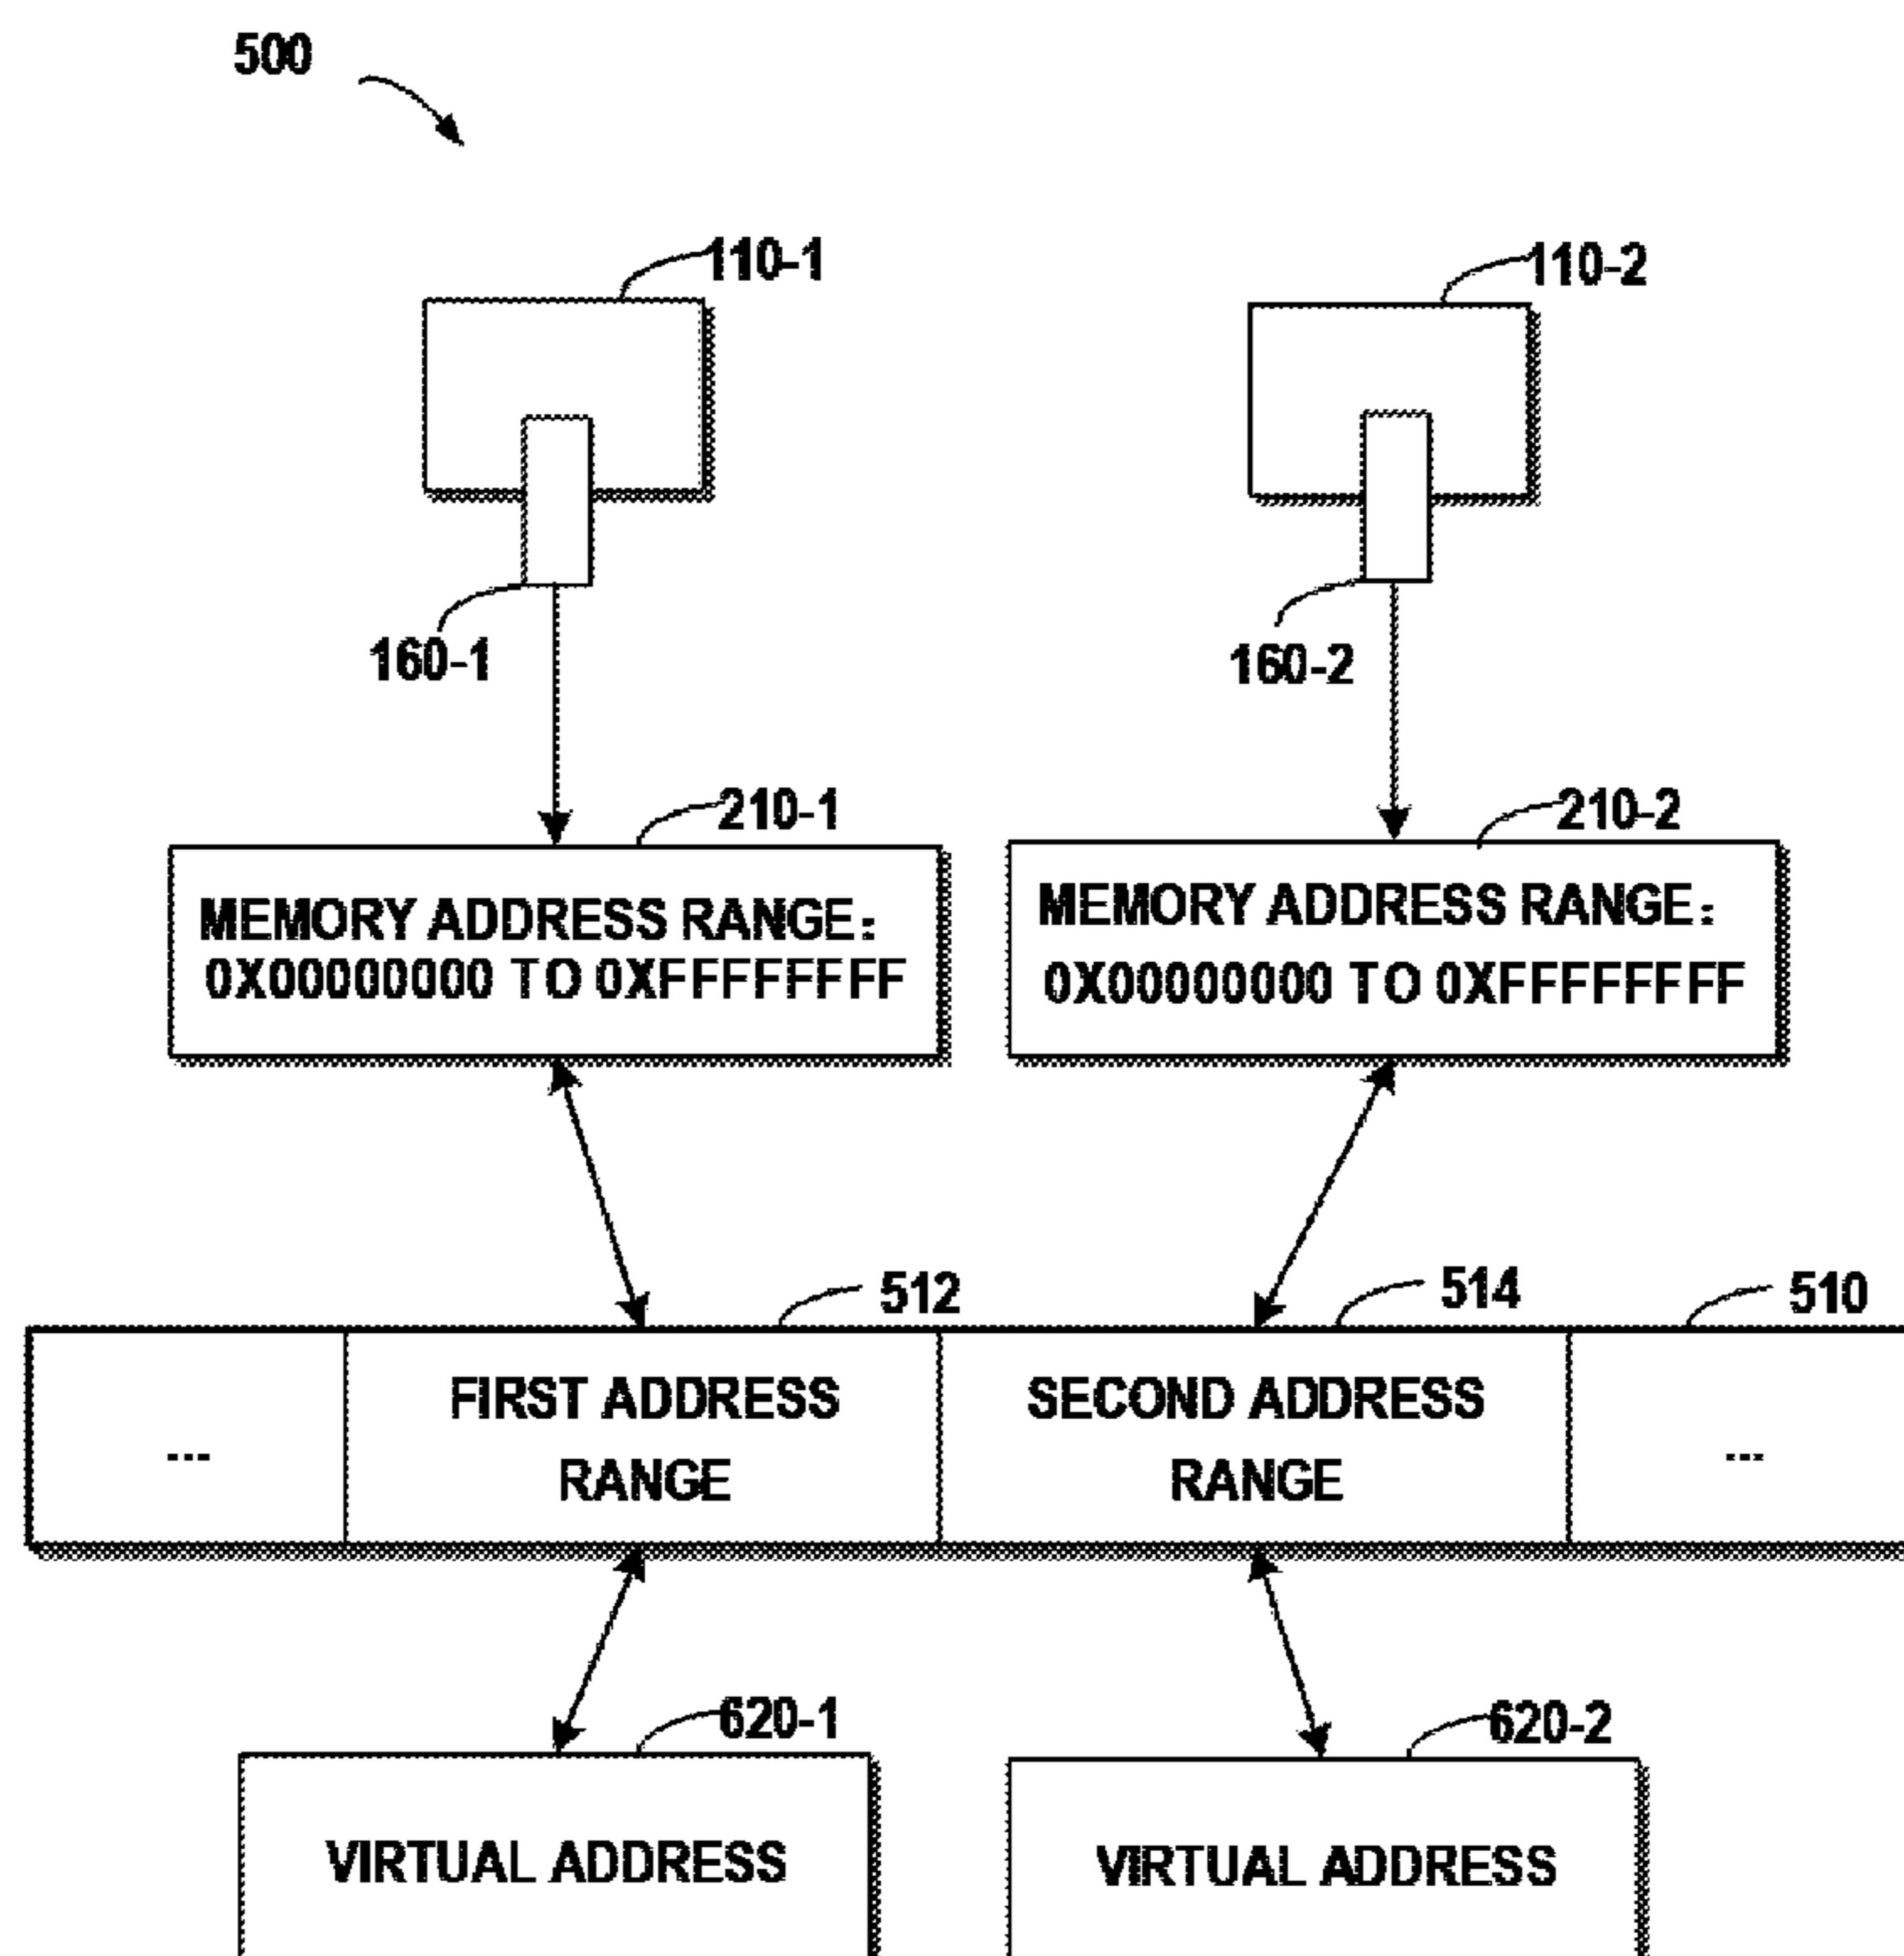 500
110-1
110-2
160-1
160-2
210-1
210-2
MEMORY ADDRESS RANGE:
0X00000000 TO 0XFFFFFFFF
MEMORY ADDRESS RANGE:
0X00000000 TO 0XFFFFFFFF
512
514
510
...
FIRST ADDRESS
RANGE
SECOND ADDRESS
RANGE
...
620-1
620-2
VIRTUAL ADDRESS
VIRTUAL ADDRESS